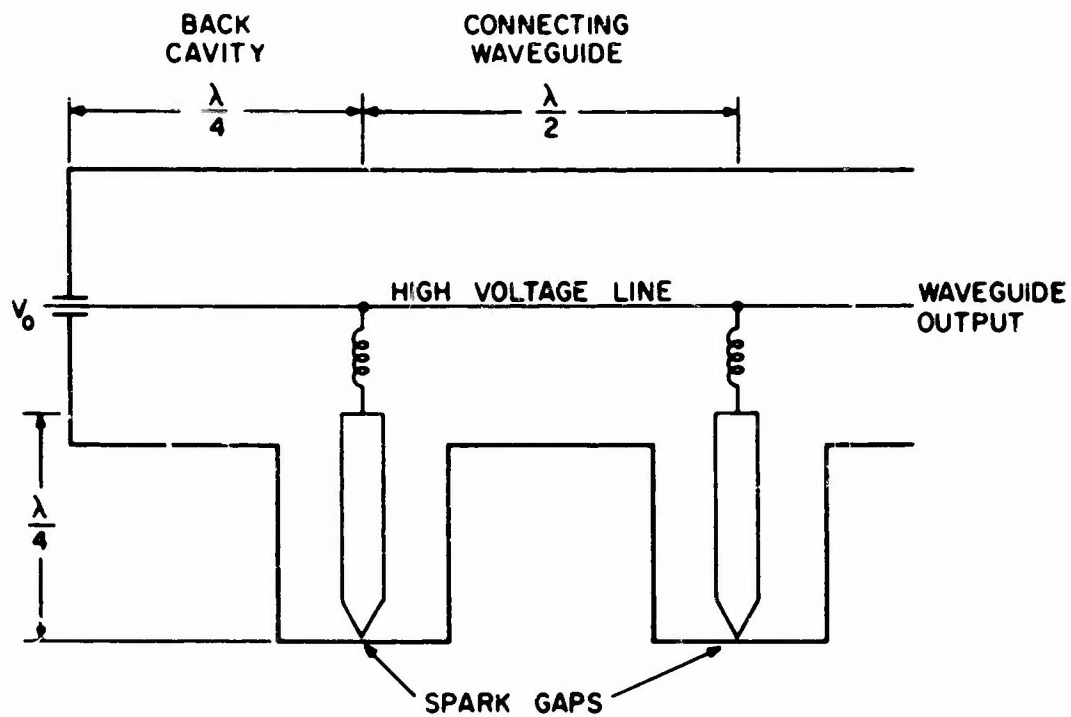 BACK
CAVITY
CONNECTING
WAVEGUIDE
λ/4
λ/2
V₀
HIGH VOLTAGE LINE
WAVEGUIDE
OUTPUT
λ/4
SPARK GAPS